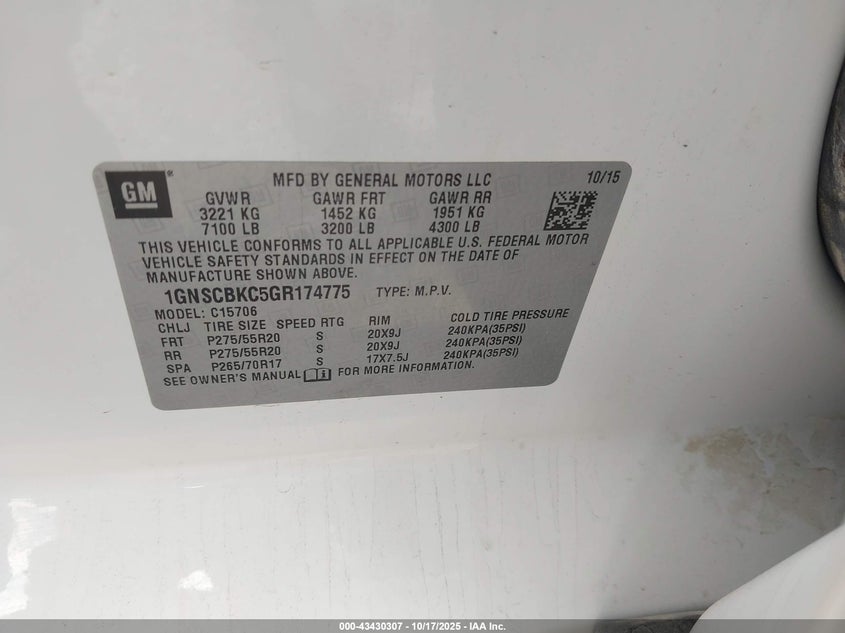 GM
MFD BY GENERAL MOTORS LLC 10/15
GVWR GAWR FRT GAWR RR
3221 KG 1452 KG 1951 KG
7100 LB 3200 LB 4300 LB
THIS VEHICLE CONFORMS TO ALL APPLICABLE U.S. FEDERAL MOTOR
VEHICLE SAFETY STANDARDS IN EFFECT ON THE DATE OF
MANUFACTURE SHOWN ABOVE.
1GNSCBKC5GR174775 TYPE: M.P.V.
MODEL: C15706
CHLJ TIRE SIZE SPEED RTG RIM COLD TIRE PRESSURE
FRT P275/55R20 S 20X9J 240KPA(35PSI)
RR P275/55R20 S 20X9J 240KPA(35PSI)
SPA P265/70R17 S 17X7.5J 240KPA(35PSI)
SEE OWNER'S MANUAL FOR MORE INFORMATION.
000-43430307 - 10/17/2025 - IAA Inc.